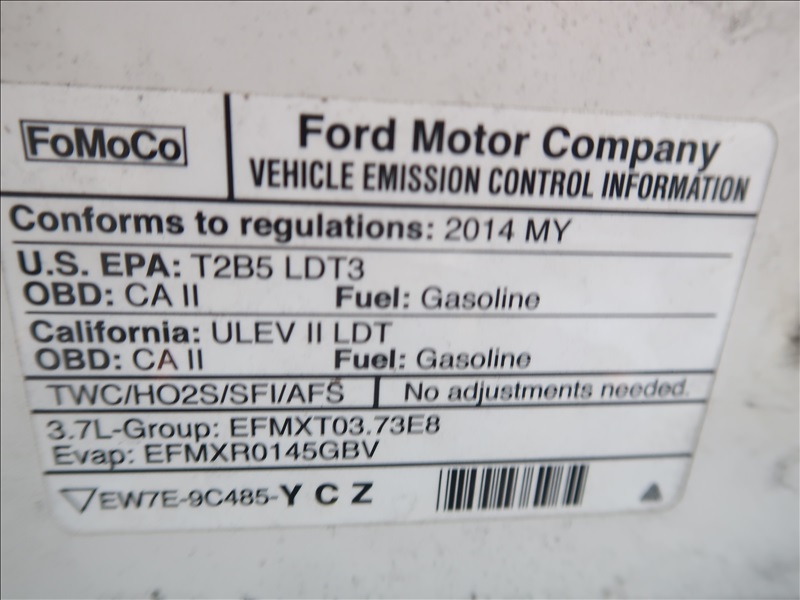 FoMoCo
Ford Motor Company
VEHICLE EMISSION CONTROL INFORMATION
Conforms to regulations: 2014 MY
U.S. EPA: T2B5 LDT3
OBD: CA II Fuel: Gasoline
California: ULEV II LDT
OBD: CA II Fuel: Gasoline
TWC/HO2S/SFI/AFS No adjustments needed.
3.7L-Group: EFMXT03.73E8
Evap: EFMXR0145GBV
EW7E-9C485-Y C Z